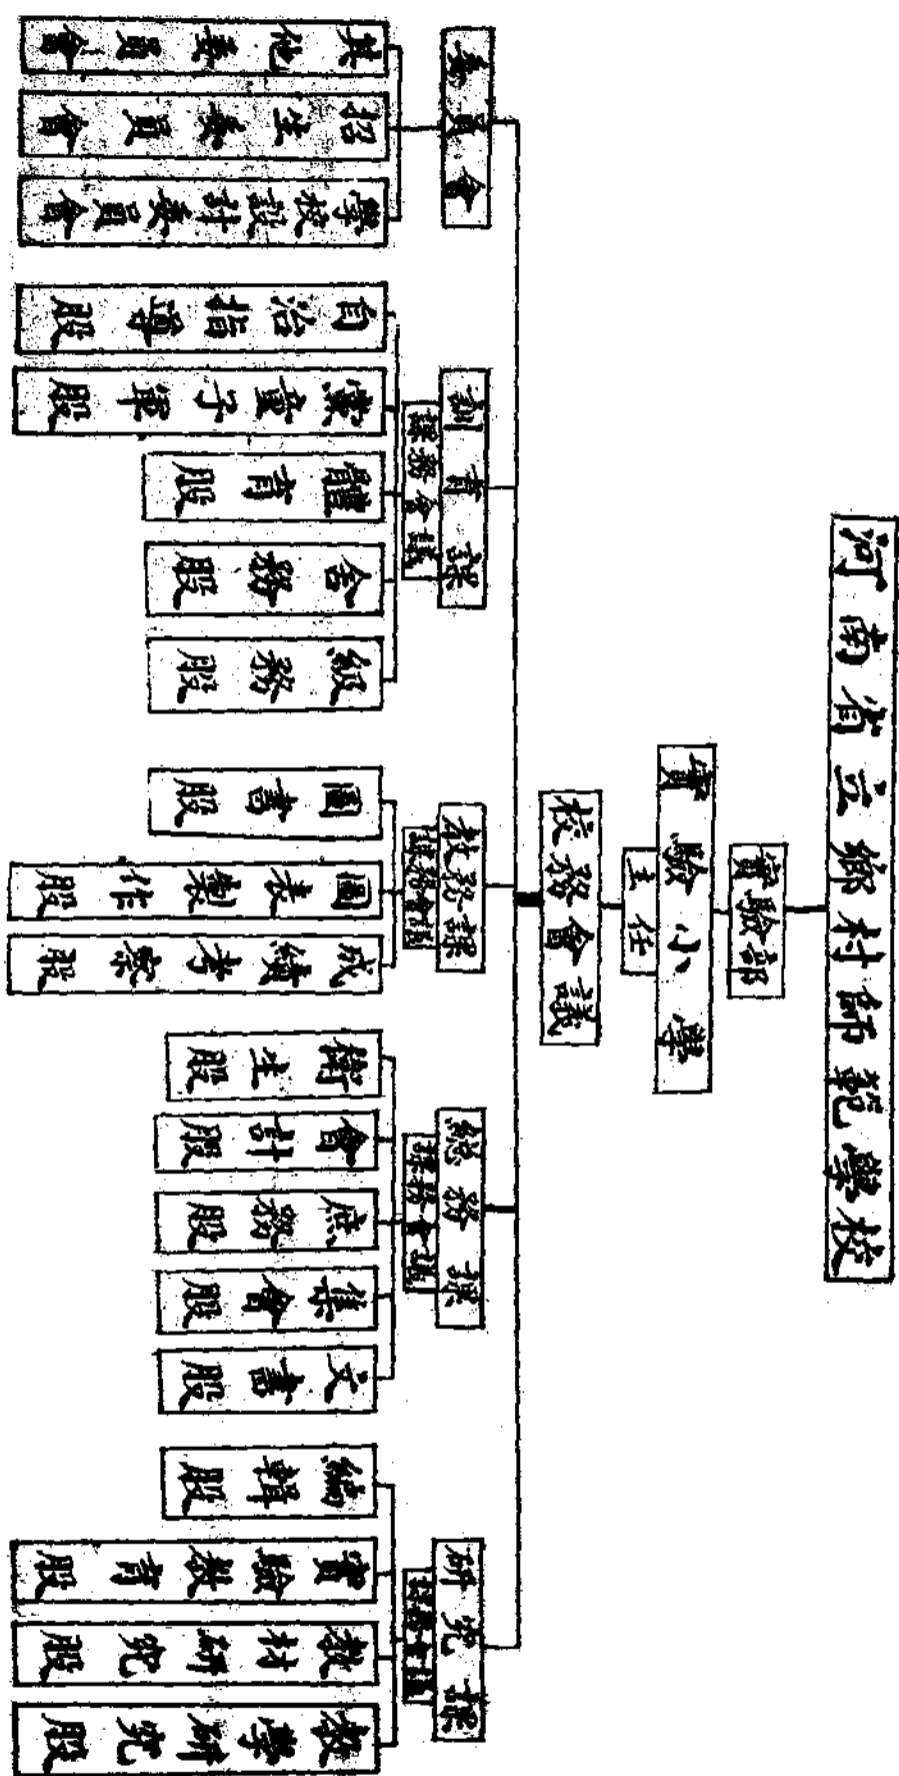 河南省立鄉村師範學校
實驗部
實驗小學
主任
校務會議
委員會
其他委員會
招生委員會
學校設計委員會
訓育課
課務會議
自治指導股
黨童子軍股
體育股
舍務股
級務股
教務課
課務會議
圖書股
圖表製作股
成績考察股
總務課
課務會議
衛生股
會計股
庶務股
集會股
文書股
研究課
課務會議
編輯股
實驗教育股
教材研究股
教學研究股